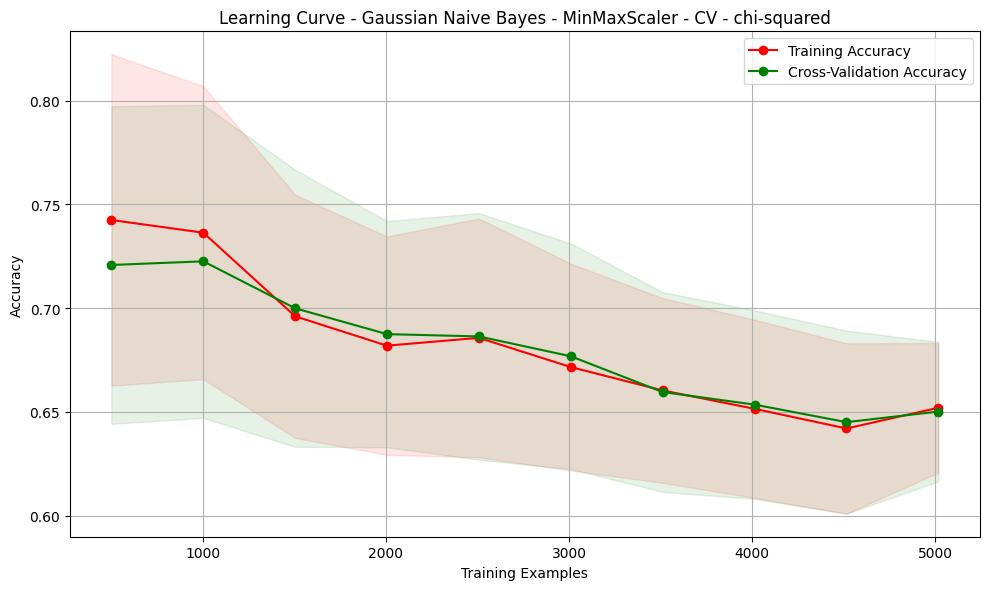 Learning Curve - Gaussian Naive Bayes - MinMaxScaler - CV - chi-squared
Training Accuracy
Cross-Validation Accuracy
0.80
0.75
0.70
0.65
0.60
Accuracy
1000 2000 3000 4000 5000
Training Examples